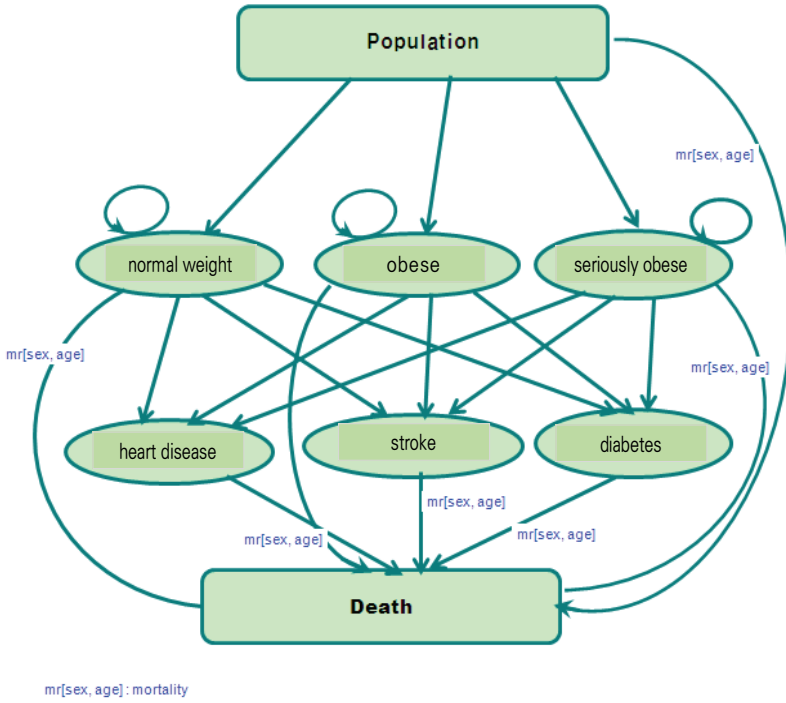 Population
mr[sex, age]
normal weight
obese
seriously obese
mr[sex, age]
mr[sex, age]
heart disease
stroke
diabetes
mr[sex, age]
mr[sex, age]
mr[sex, age]
Death
mr[sex, age] : mortality